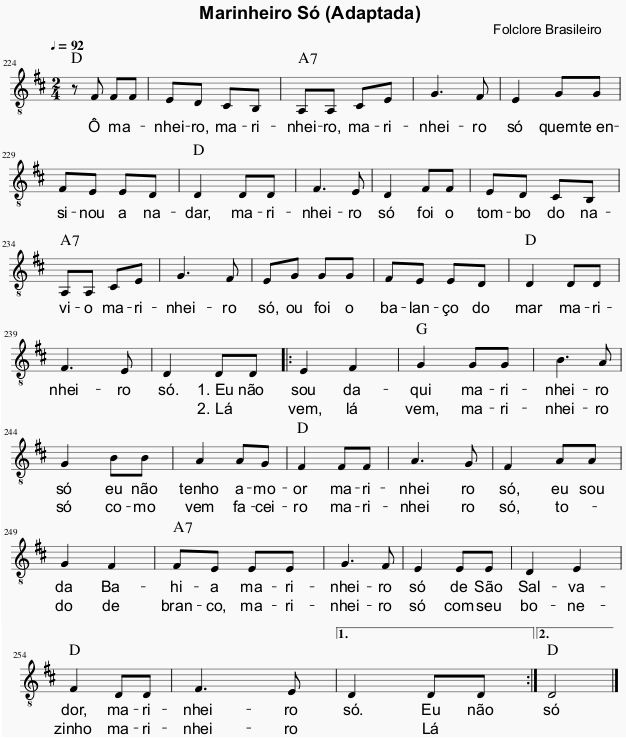 Marinheiro Só (Adaptada)
Folclore Brasileiro
♩ = 92
D A7
224
2/4
Ô ma - nhei - ro, ma - ri - nhei - ro, ma - ri - nhei - ro só quem te en -
229
D
si - nou a na - dar, ma - ri - nhei - ro só foi o tom - bo do na -
234
A7 D
vi - o ma - ri - nhei - ro só, ou foi o ba - lan - ço do mar ma - ri -
239
G
nhei - ro só. 1. Eu não sou da - qui ma - ri - nhei - ro
2. Lá vem, lá vem, ma - ri - nhei - ro
244
D
só eu não tenho a - mo - or ma - ri - nhei ro só, eu sou
só co - mo vem fa - cei - ro ma - ri - nhei ro só, to -
249
A7
da Ba - hi - a ma - ri - nhei - ro só de São Sal - va -
do de bran - co, ma - ri - nhei - ro só com seu bo - ne -
254
1. 2.
D D
dor, ma - ri - nhei - ro só. Eu não só
zinho ma - ri - nhei - ro Lá